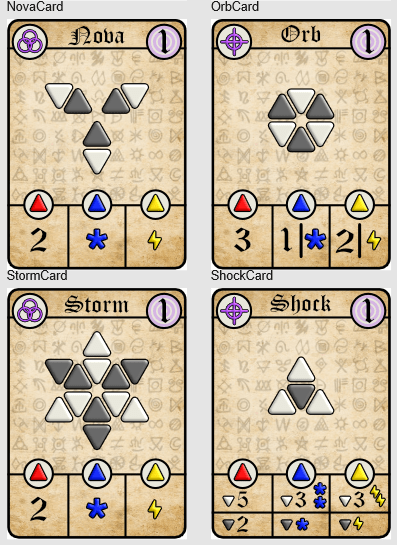 NovaCard
OrbCard
Nova 1
Orb 1
2
3 1 2
StormCard
ShockCard
Storm 1
Shock 1
2
5 3 3
2